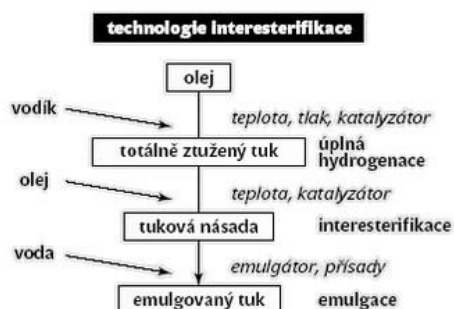 technologie interesterifikace
olej
vodík
teplota, tlak, katalyzátor
totálně ztužený tuk
úplná
hydrogenace
olej
teplota, katalyzátor
tuková násada
interesterifikace
voda
emulgátor, přísady
emulgovaný tuk
emulgace